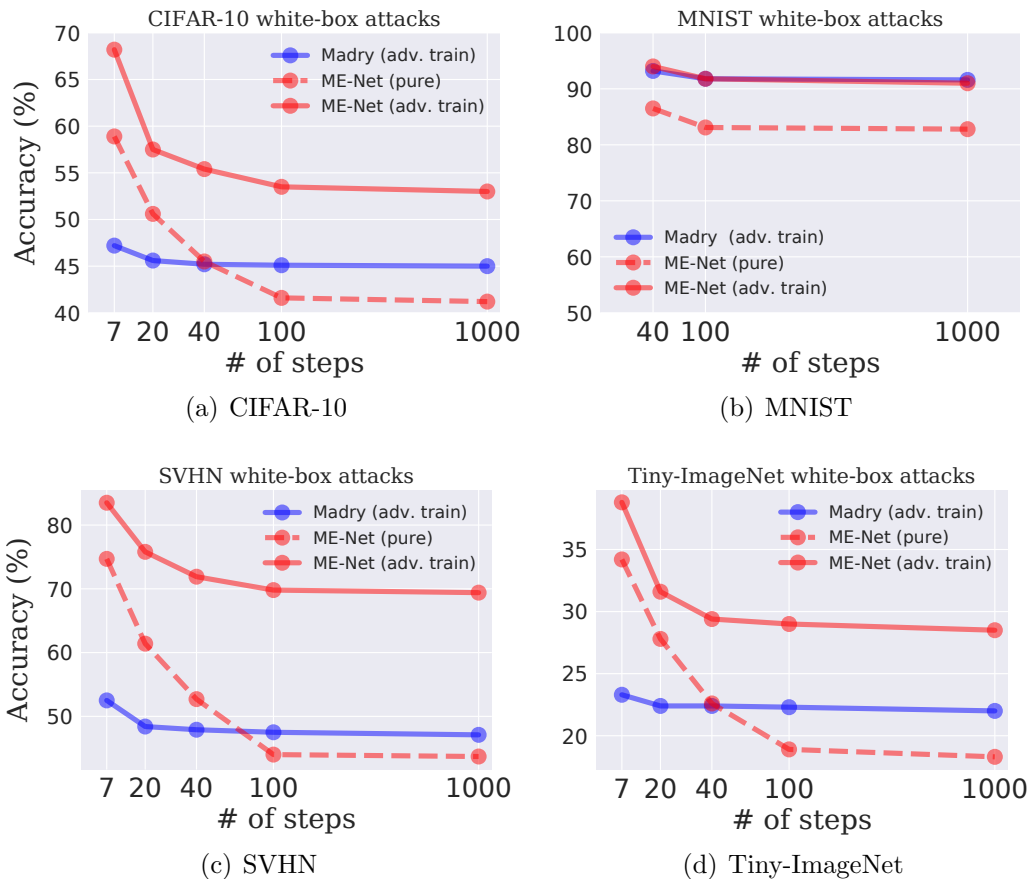 CIFAR-10 white-box attacks
Accuracy (%)
70
65
60
55
50
45
40
Madry (adv. train)
ME-Net (pure)
ME-Net (adv. train)
7 20 40 100 1000
# of steps
(a) CIFAR-10
MNIST white-box attacks
100
90
80
70
60
50
Madry (adv. train)
ME-Net (pure)
ME-Net (adv. train)
40 100 1000
# of steps
(b) MNIST
SVHN white-box attacks
Accuracy (%)
80
70
60
50
Madry (adv. train)
ME-Net (pure)
ME-Net (adv. train)
7 20 40 100 1000
# of steps
(c) SVHN
Tiny-ImageNet white-box attacks
35
30
25
20
Madry (adv. train)
ME-Net (pure)
ME-Net (adv. train)
7 20 40 100 1000
# of steps
(d) Tiny-ImageNet